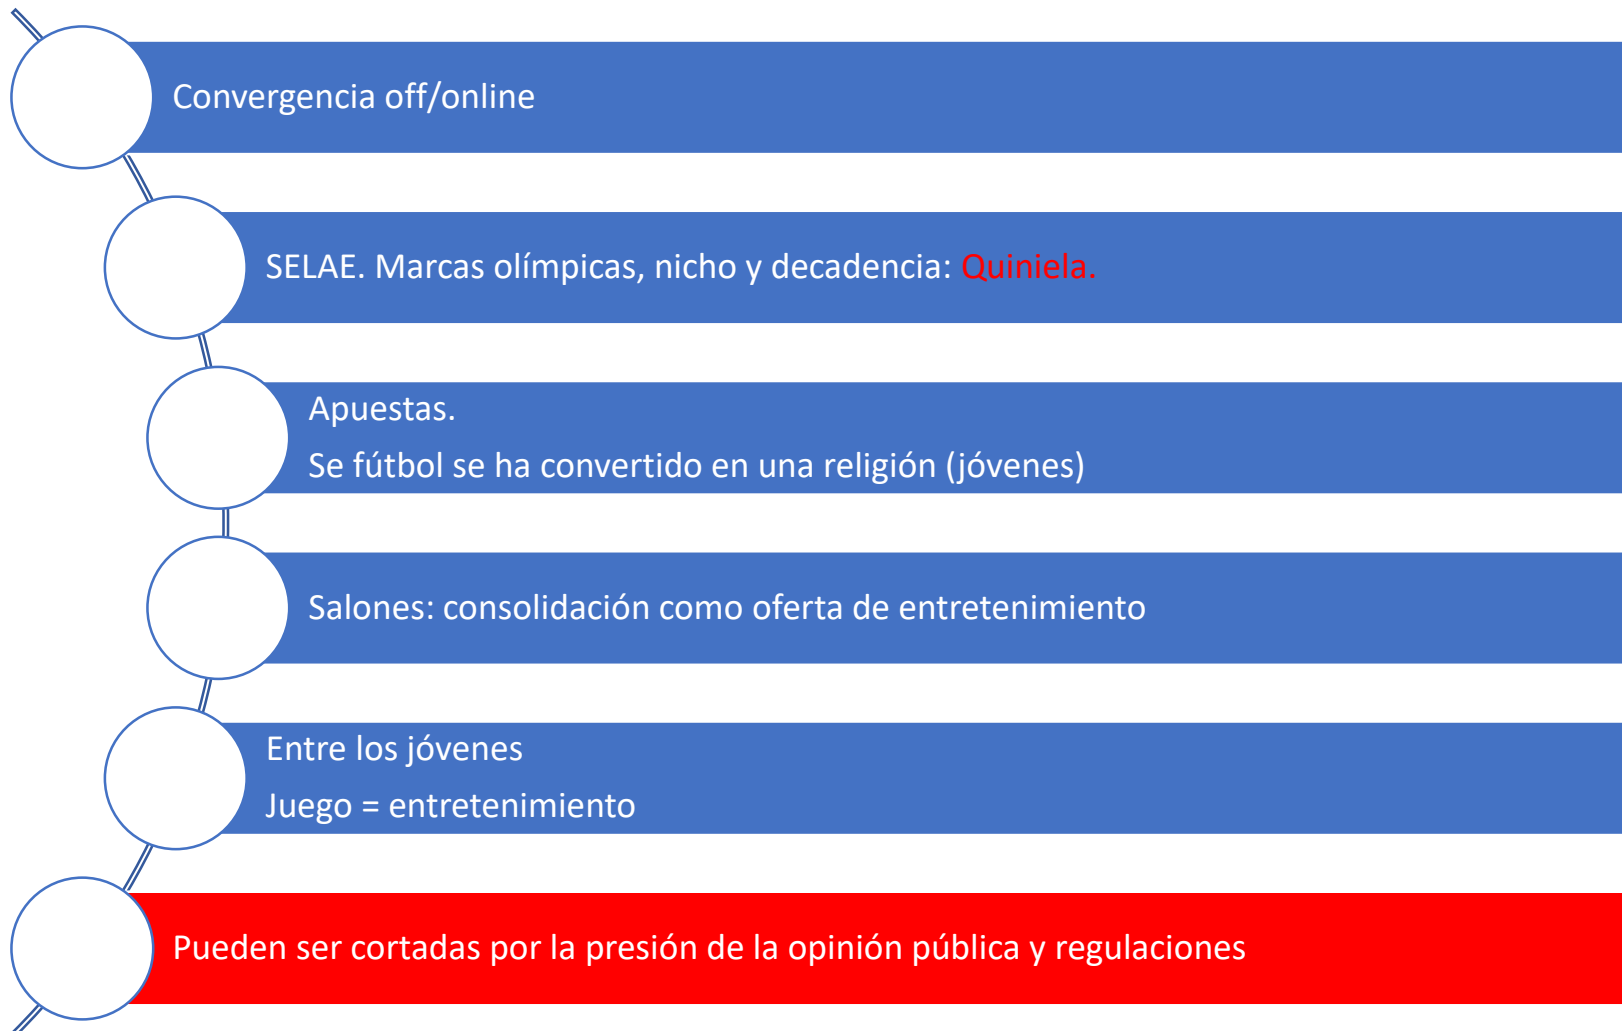 Convergencia off/online
SELAE. Marcas olímpicas, nicho y decadencia: Quiniela.
Apuestas.
Se fútbol se ha convertido en una religión (jóvenes)
Salones: consolidación como oferta de entretenimiento
Entre los jóvenes
Juego = entretenimiento
Pueden ser cortadas por la presión de la opinión pública y regulaciones